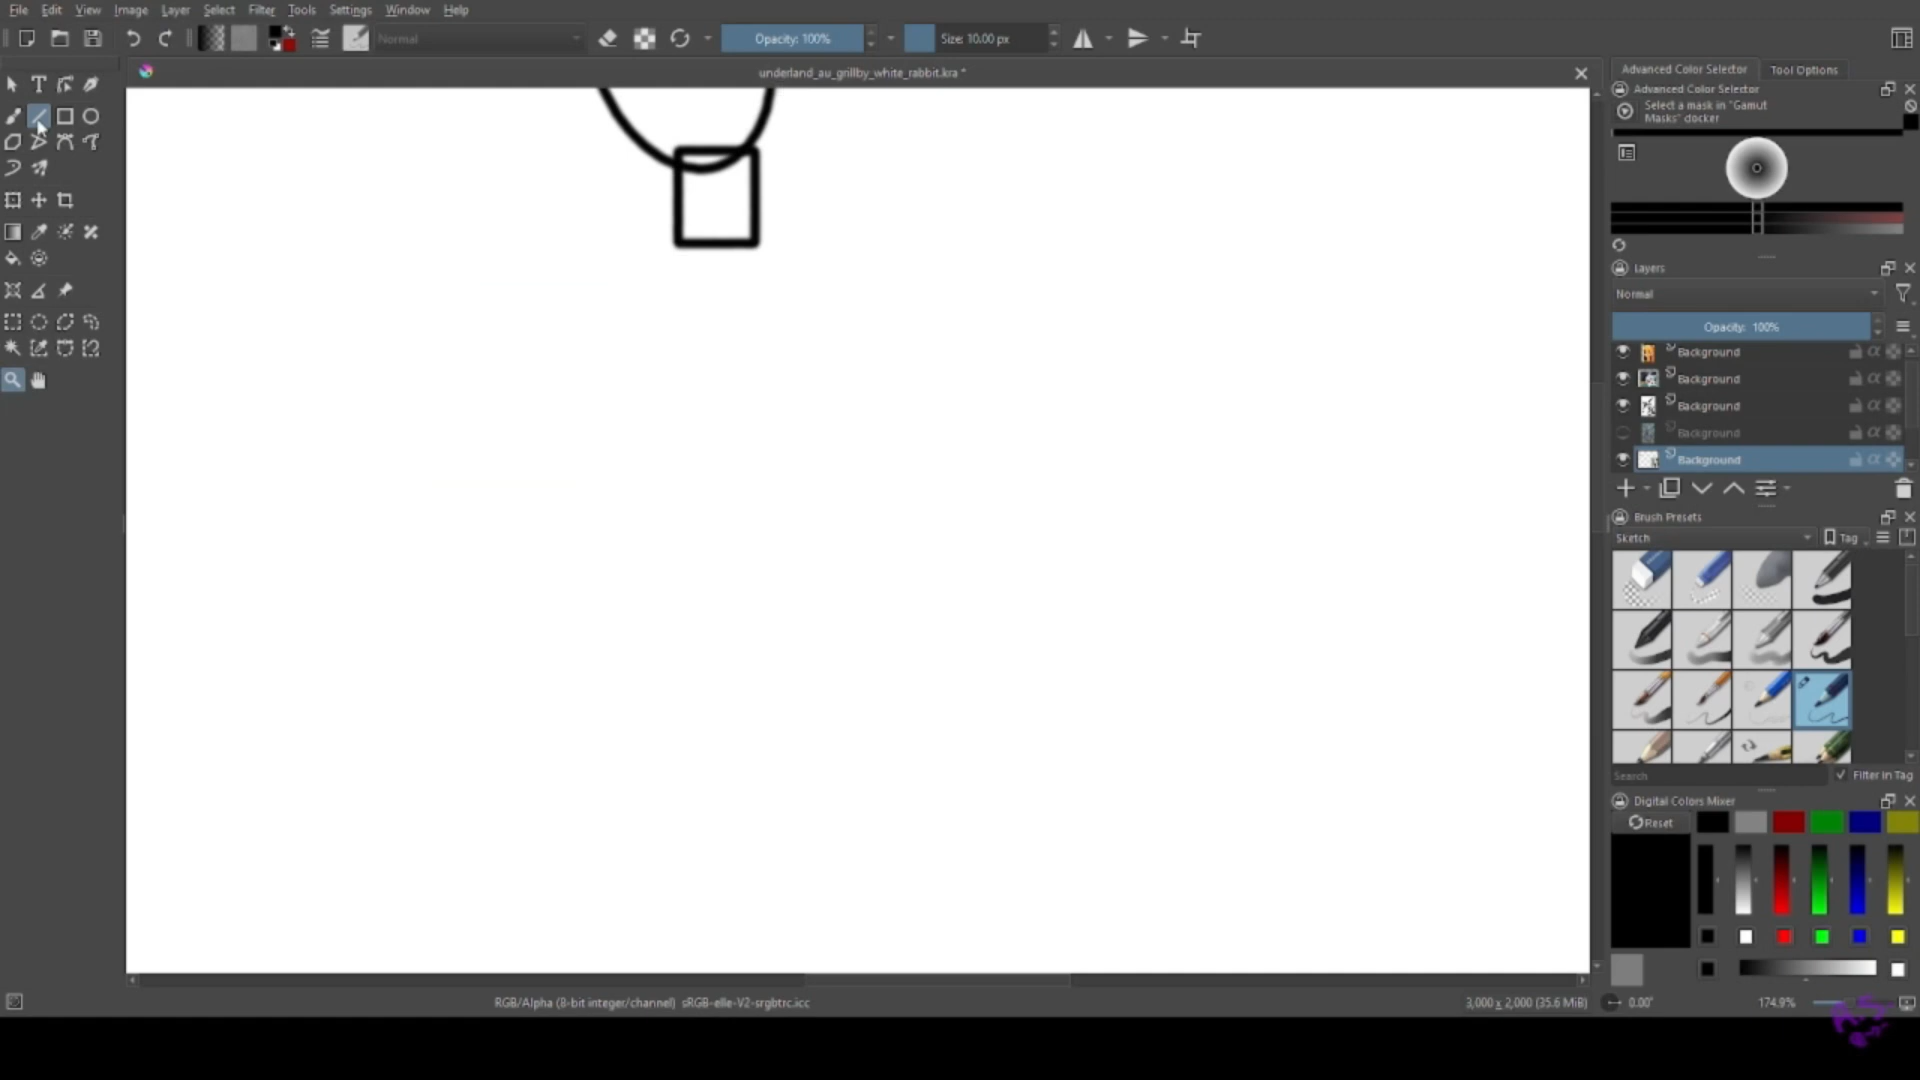 File Edit View Image Layer Select Filter Tools Settings Window Help
Normal
Opacity: 100%
Size: 10.00 px
underland_au_grillby_white_rabbit.kra *
Advanced Color Selector
Tool Options
Advanced Color Selector
Select a mask in "Gamut
Masks" docker
Layers
Normal
Opacity: 100%
Background
Background
Background
Background
Background
Brush Presets
Sketch
Tag
Search
Filter in Tag
Digital Colors Mixer
Reset
RGB/Alpha (8-bit integer/channel) sRGB-elle-V2-srgbtrc.icc
3,000 x 2,000 (35.6 MiB)
0.00°
174.9%